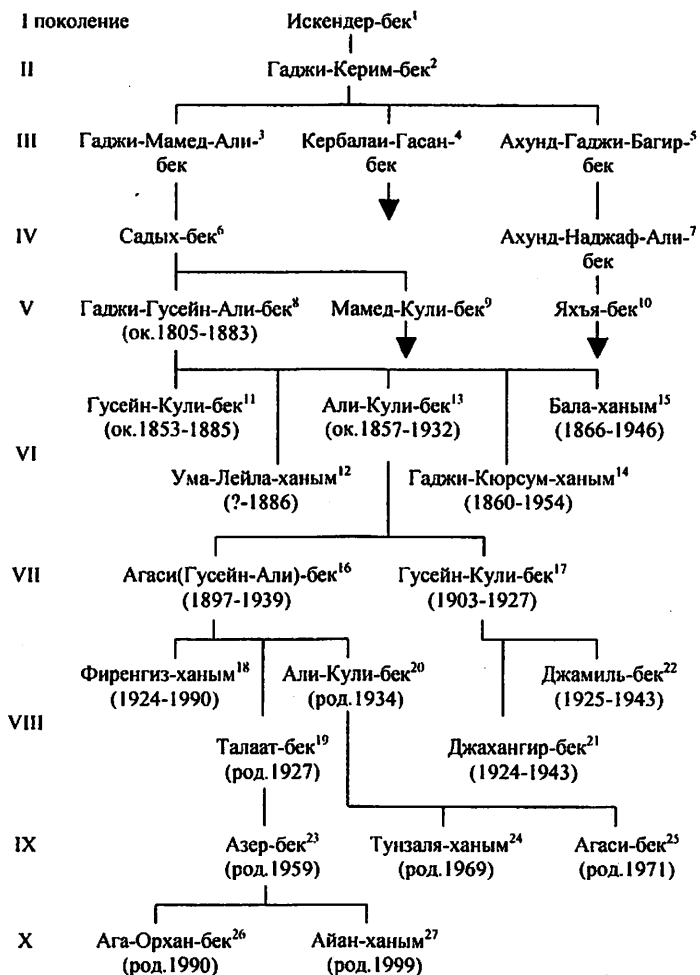 I поколение Искендер-бек¹
II Гаджи-Керим-бек²
III Гаджи-Мамед-Али-³ Кербалаи-Гасан-⁴ Ахунд-Гаджи-Багир-⁵
бек бек бек
IV Садых-бек⁶ Ахунд-Наджаф-Али-⁷
бек
V Гаджи-Гусейн-Али-бек⁸ Мамед-Кули-бек⁹ Яхъя-бек¹⁰
(ок.1805-1883)
Гусейн-Кули-бек¹¹ Али-Кули-бек¹³ Бала-ханым¹⁵
(ок.1853-1885) (ок.1857-1932) (1866-1946)
VI
Ума-Лейла-ханым¹² Гаджи-Кюрсум-ханым¹⁴
(?-1886) (1860-1954)
VII Агаси(Гусейн-Али)-бек¹⁶ Гусейн-Кули-бек¹⁷
(1897-1939) (1903-1927)
Фиренгиз-ханым¹⁸ Али-Кули-бек²⁰ Джамиль-бек²²
(1924-1990) (род.1934) (1925-1943)
VIII
Талаат-бек¹⁹ Джахангир-бек²¹
(род.1927) (1924-1943)
IX Азер-бек²³ Тунзаля-ханым²⁴ Агаси-бек²⁵
(род.1959) (род.1969) (род.1971)
X Ага-Орхан-бек²⁶ Айан-ханым²⁷
(род.1990) (род.1999)